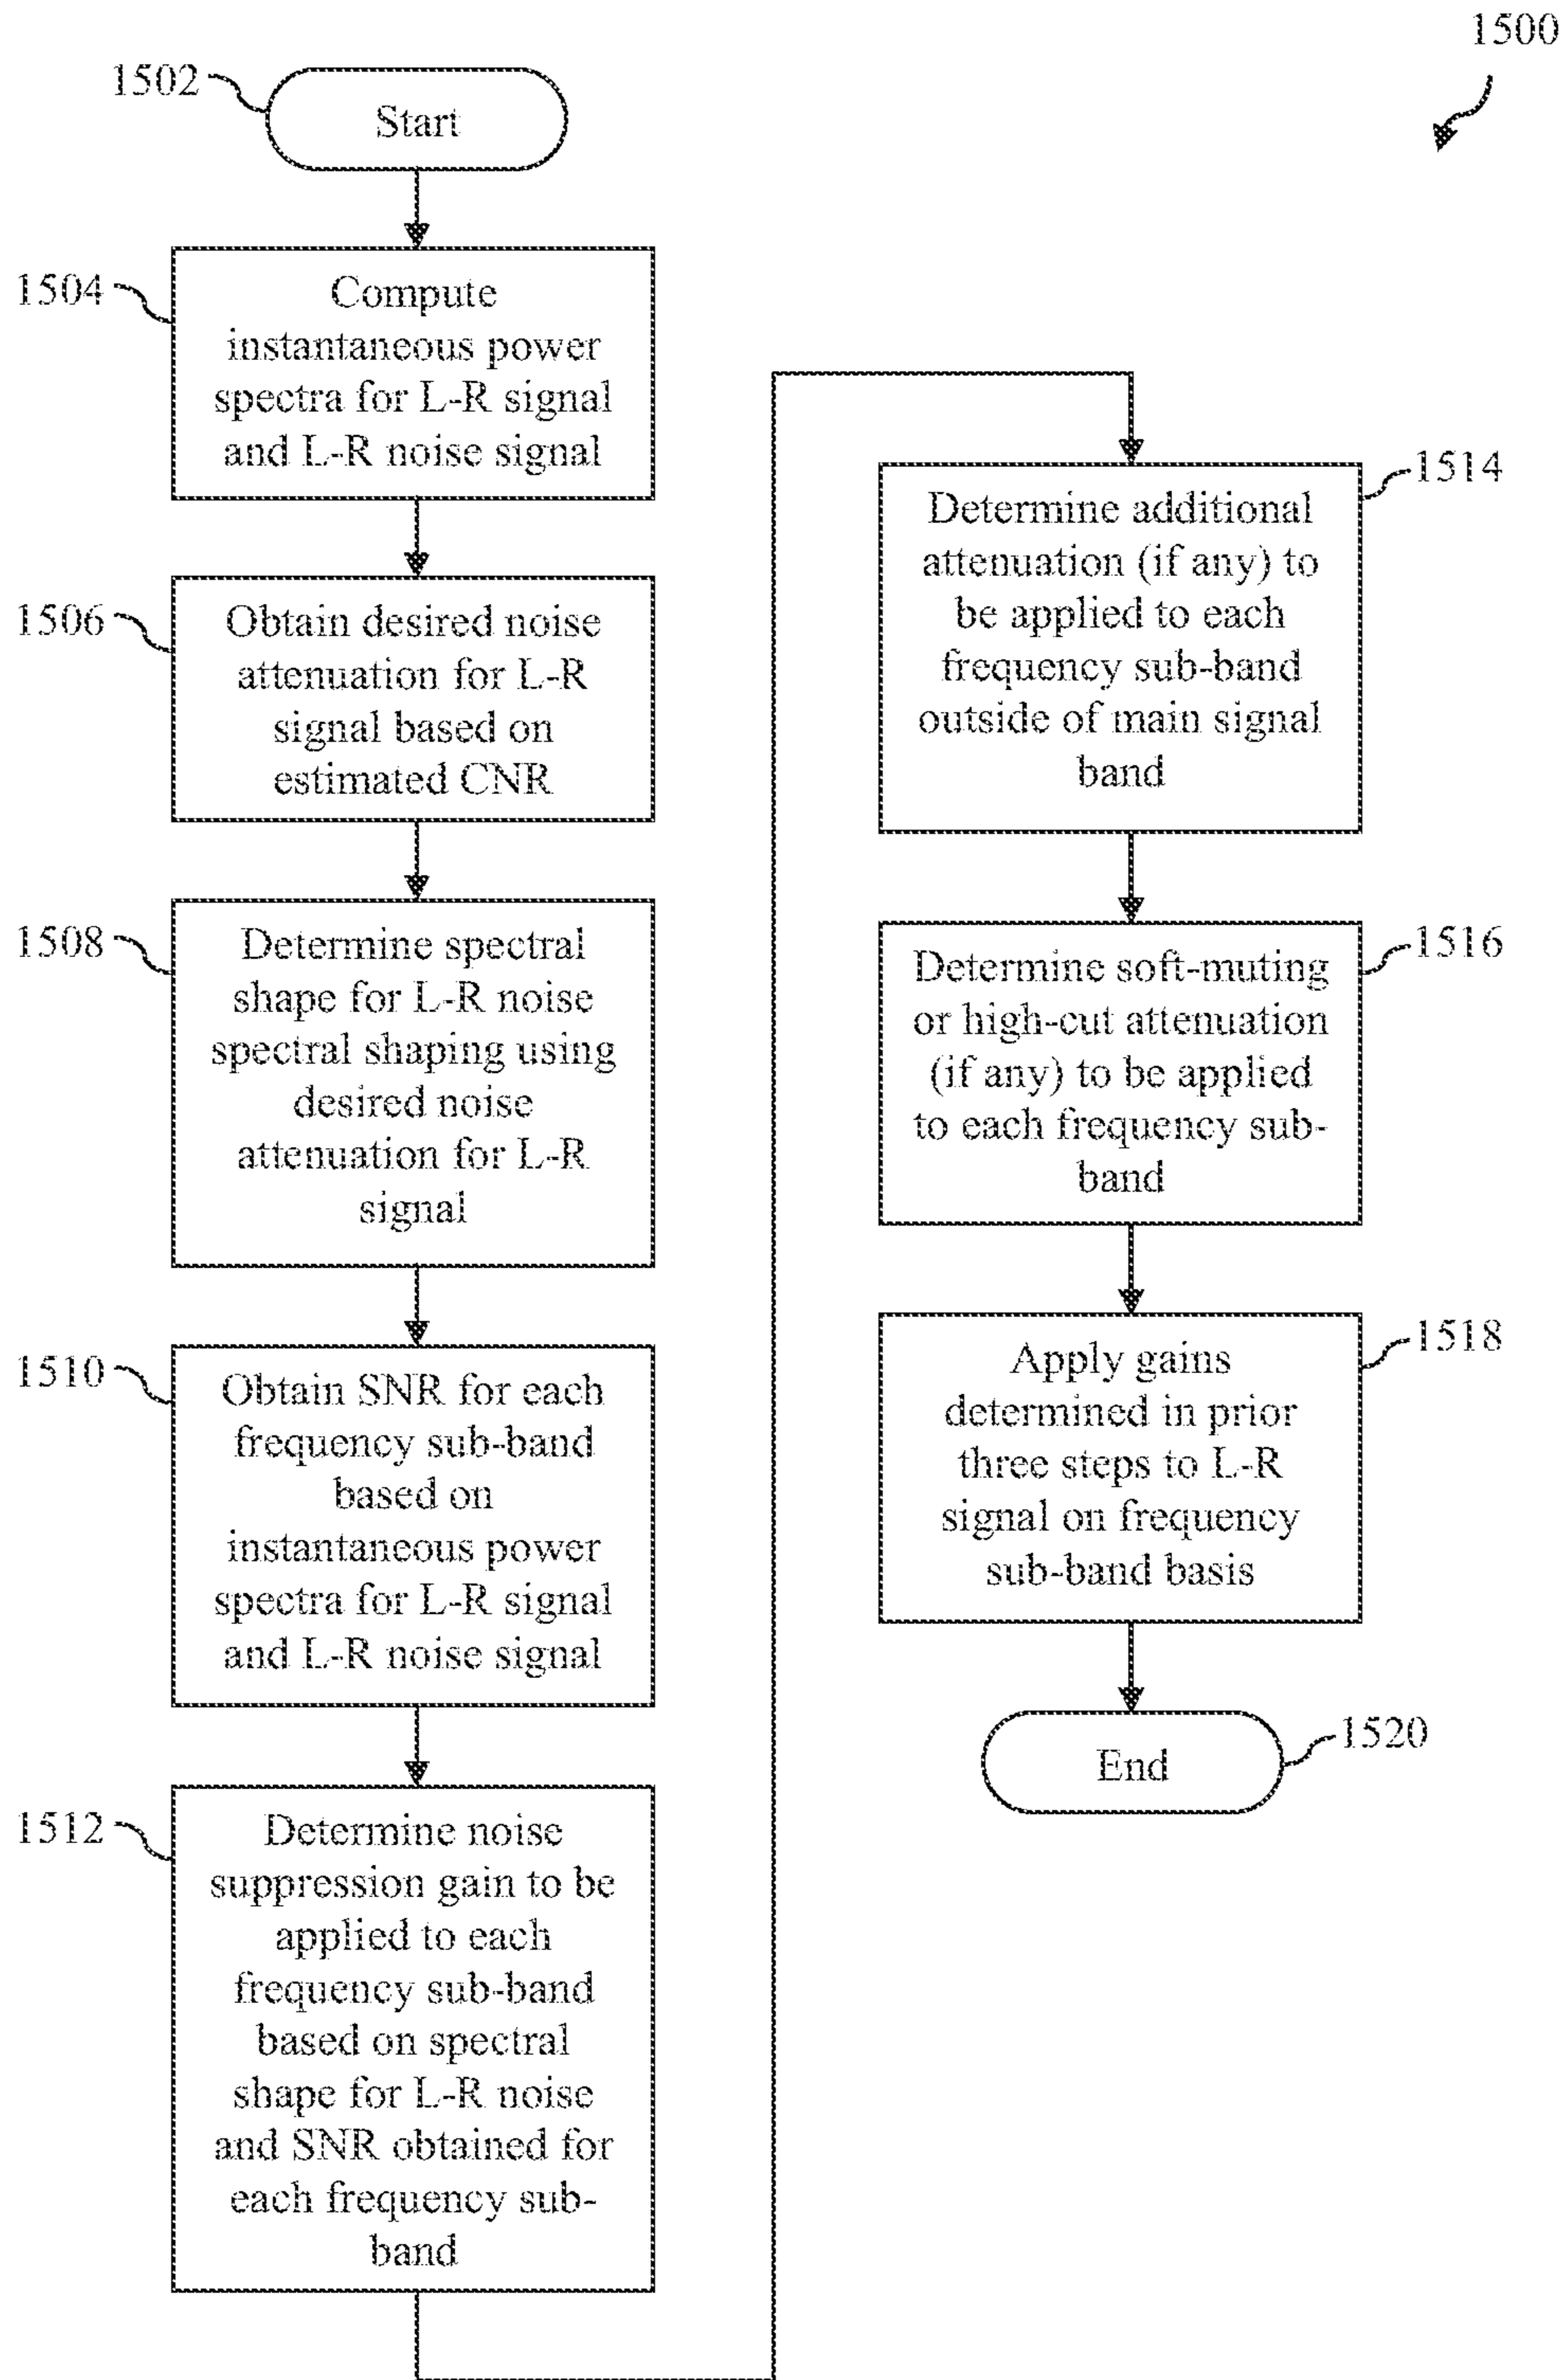 1500
1502
Start
1504
Compute
instantaneous power
spectra for L-R signal
and L-R noise signal
1506
Obtain desired noise
attenuation for L-R
signal based on
estimated CNR
1508
Determine spectral
shape for L-R noise
spectral shaping using
desired noise
attenuation for L-R
signal
1510
Obtain SNR for each
frequency sub-band
based on
instantaneous power
spectra for L-R signal
and L-R noise signal
1512
Determine noise
suppression gain to be
applied to each
frequency sub-band
based on spectral
shape for L-R noise
and SNR obtained for
each frequency sub-
band
1514
Determine additional
attenuation (if any) to
be applied to each
frequency sub-band
outside of main signal
band
1516
Determine soft-muting
or high-cut attenuation
(if any) to be applied
to each frequency sub-
band
1518
Apply gains
determined in prior
three steps to L-R
signal on frequency
sub-band basis
1520
End